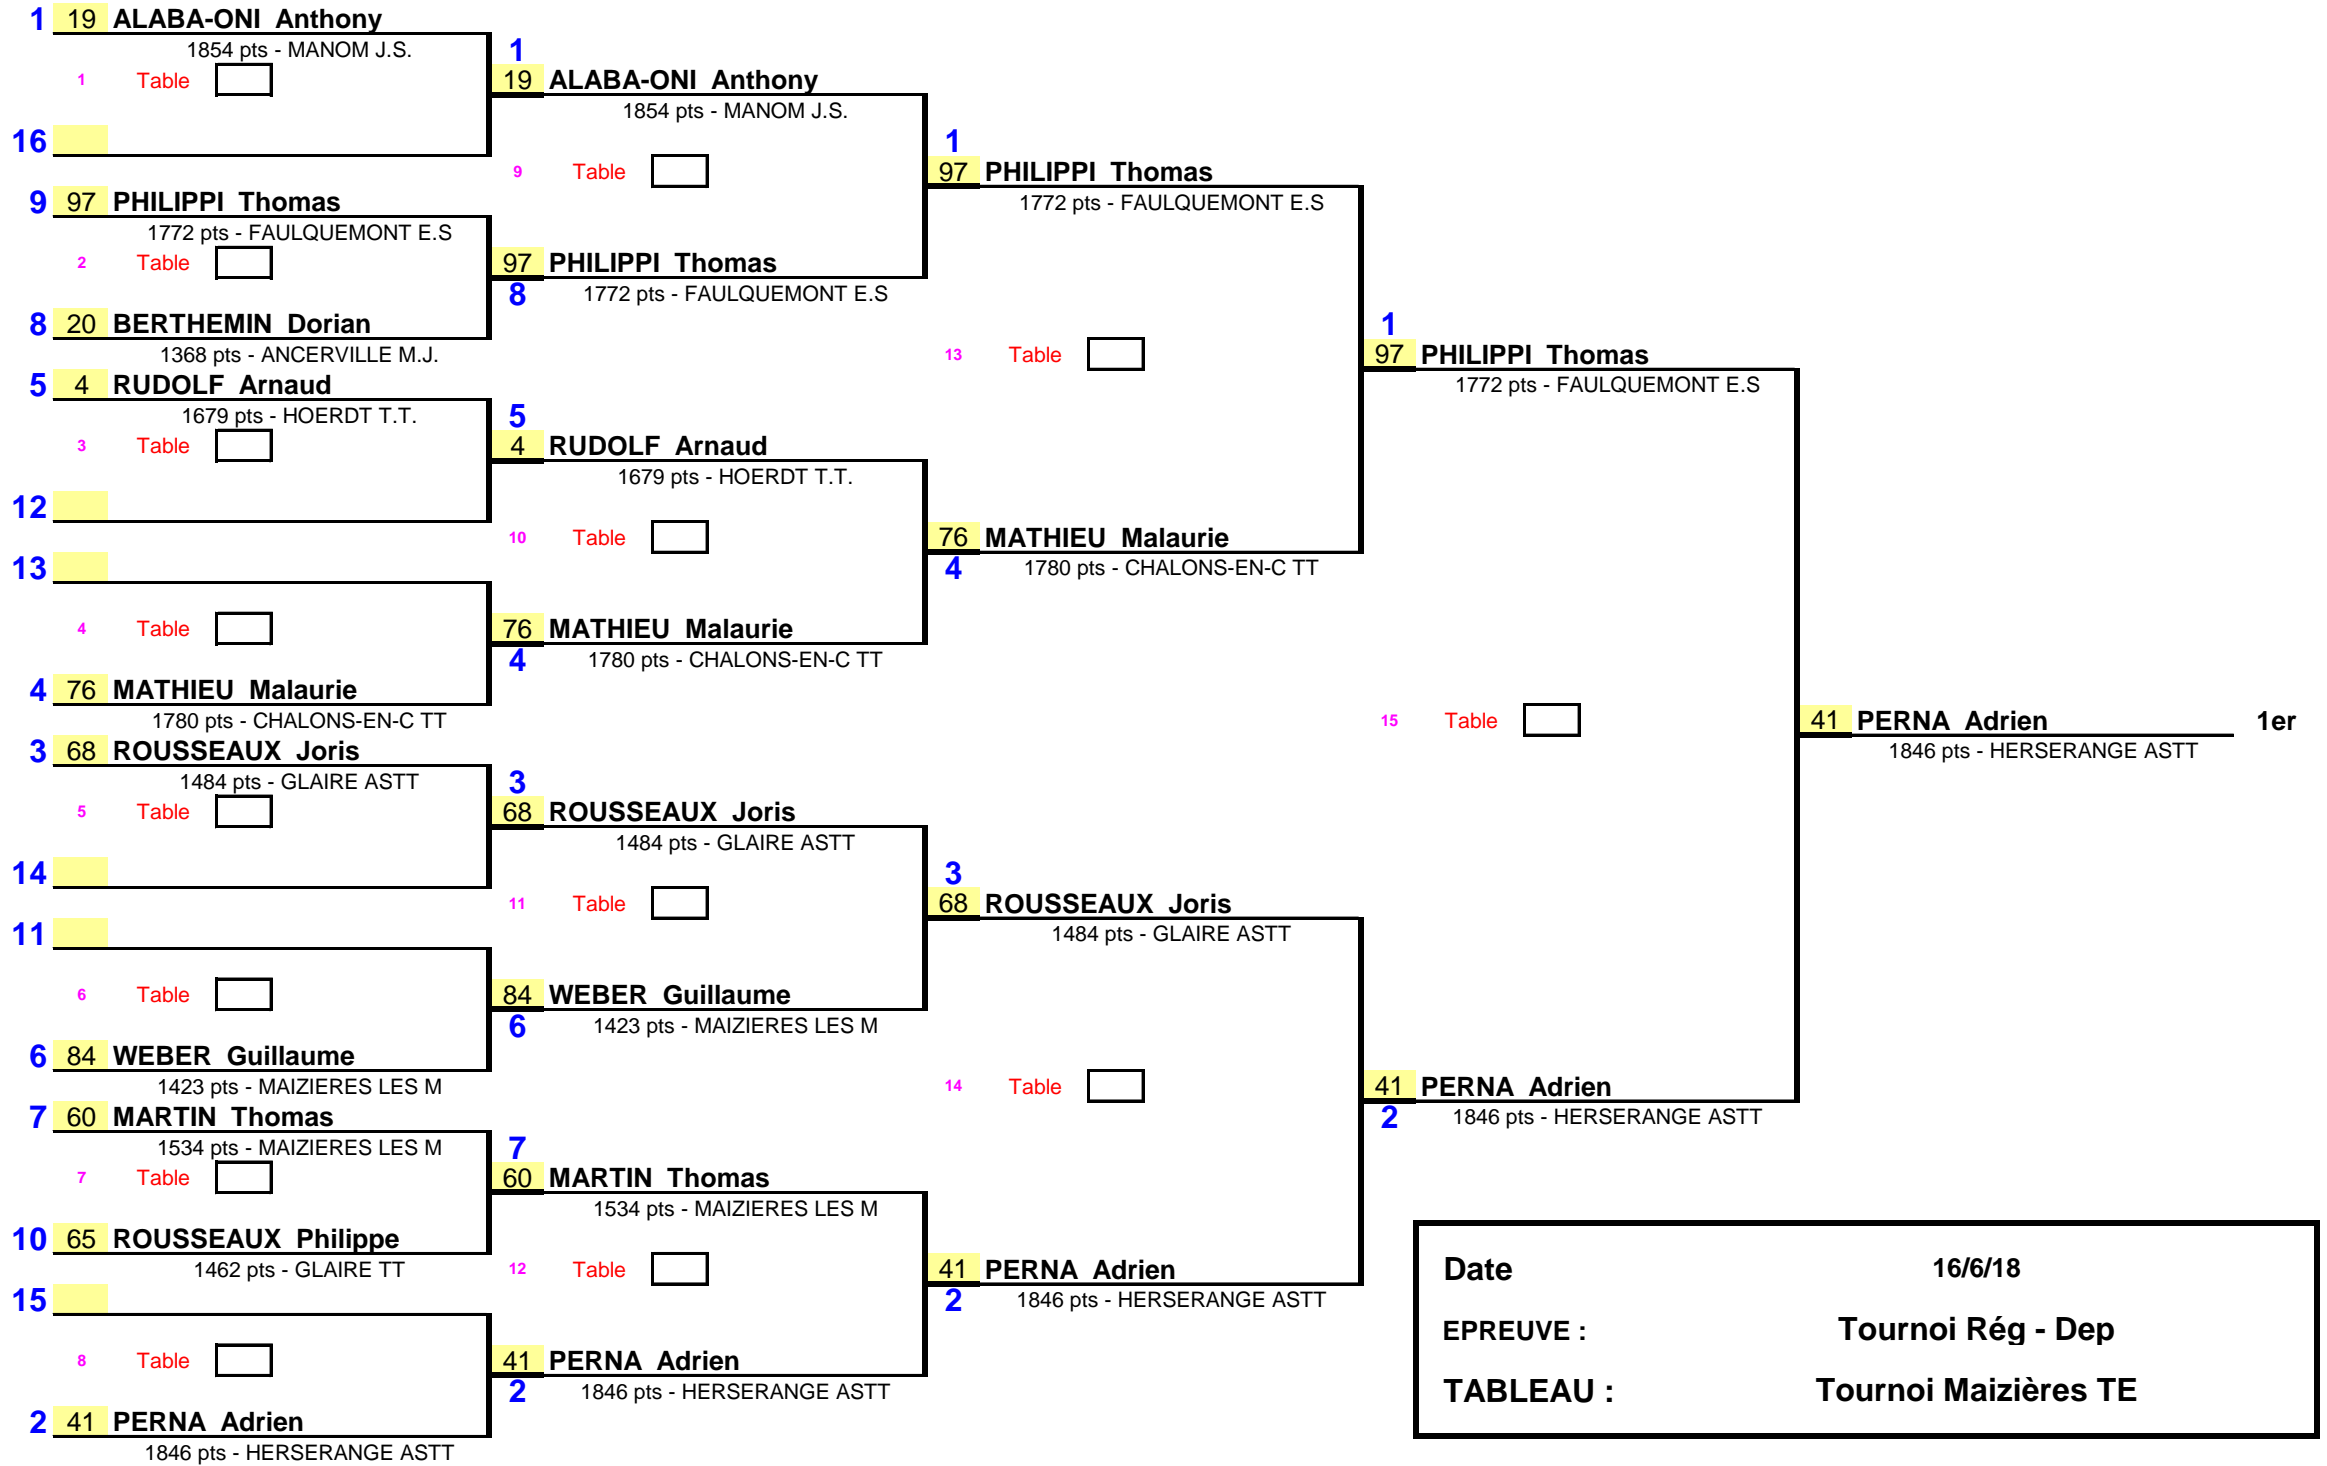 1 19 ALABA-ONI Anthony
1854 pts - MANOM J.S.
1 Table
16
9 97 PHILIPPI Thomas
1772 pts - FAULQUEMONT E.S
2 Table
8 20 BERTHEMIN Dorian
1368 pts - ANCERVILLE M.J.
5 4 RUDOLF Arnaud
1679 pts - HOERDT T.T.
3 Table
12
13
4 Table
4 76 MATHIEU Malaurie
1780 pts - CHALONS-EN-C TT
3 68 ROUSSEAUX Joris
1484 pts - GLAIRE ASTT
5 Table
14
11
6 Table
6 84 WEBER Guillaume
1423 pts - MAIZIERES LES M
7 60 MARTIN Thomas
1534 pts - MAIZIERES LES M
7 Table
10 65 ROUSSEAUX Philippe
1462 pts - GLAIRE TT
15
8 Table
2 41 PERNA Adrien
1846 pts - HERSERANGE ASTT
1
19 ALABA-ONI Anthony
1854 pts - MANOM J.S.
9 Table
97 PHILIPPI Thomas
8 1772 pts - FAULQUEMONT E.S
5
4 RUDOLF Arnaud
1679 pts - HOERDT T.T.
10 Table
76 MATHIEU Malaurie
4 1780 pts - CHALONS-EN-C TT
3
68 ROUSSEAUX Joris
1484 pts - GLAIRE ASTT
11 Table
84 WEBER Guillaume
6 1423 pts - MAIZIERES LES M
7
60 MARTIN Thomas
1534 pts - MAIZIERES LES M
12 Table
41 PERNA Adrien
2 1846 pts - HERSERANGE ASTT
1
97 PHILIPPI Thomas
1772 pts - FAULQUEMONT E.S
13 Table
76 MATHIEU Malaurie
4 1780 pts - CHALONS-EN-C TT
3
68 ROUSSEAUX Joris
1484 pts - GLAIRE ASTT
14 Table
41 PERNA Adrien
2 1846 pts - HERSERANGE ASTT
1
97 PHILIPPI Thomas
1772 pts - FAULQUEMONT E.S
15 Table
41 PERNA Adrien
2 1846 pts - HERSERANGE ASTT
41 PERNA Adrien 1er
1846 pts - HERSERANGE ASTT
Date 16/6/18
EPREUVE : Tournoi Rég - Dep
TABLEAU : Tournoi Maizières TE